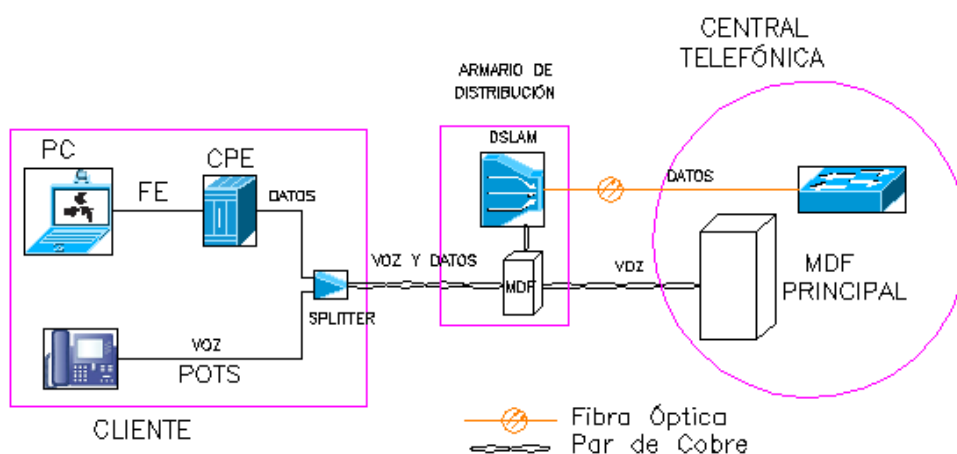 CENTRAL
TELEFÓNICA
ARMARIO DE
DISTRIBUCIÓN
DSLAM
PC
CPE
FE
DATOS
DATOS
VOZ Y DATOS
MDF
VOZ
MDF
PRINCIPAL
SPLITTER
VOZ
POTS
CLIENTE
Fibra Óptica
Par de Cobre